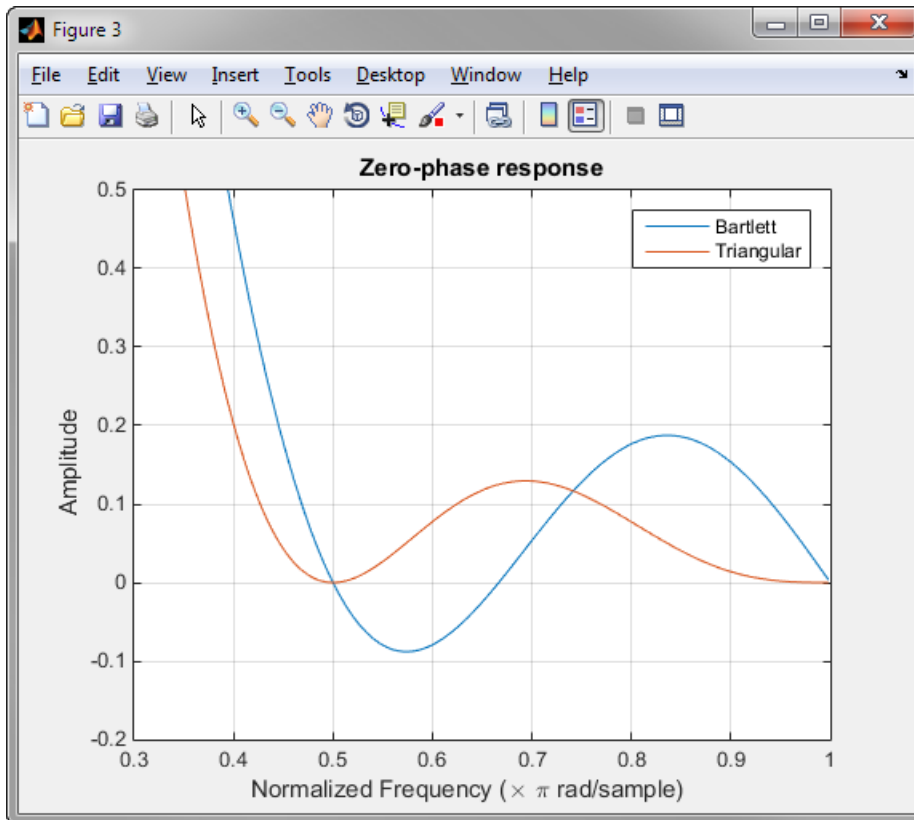 Figure 3
File Edit View Insert Tools Desktop Window Help
Zero-phase response
Bartlett
Triangular
0.5
0.4
0.3
0.2
0.1
0
-0.1
-0.2
Amplitude
0.3 0.4 0.5 0.6 0.7 0.8 0.9 1
Normalized Frequency (× π rad/sample)